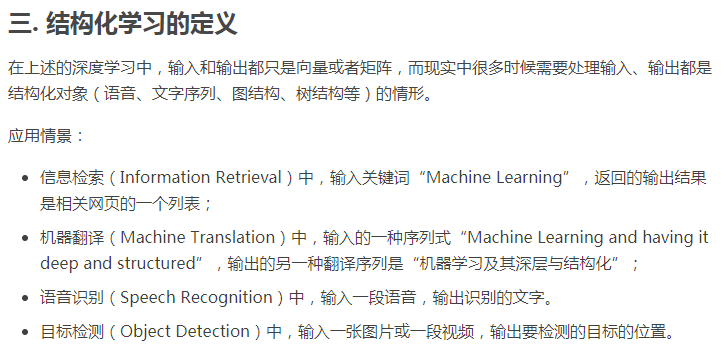 三. 结构化学习的定义
在上述的深度学习中，输入和输出都只是向量或者矩阵，而现实中很多时候需要处理输入、输出都是
结构化对象（语音、文字序列、图结构、树结构等）的情形。
应用情景：
• 信息检索（Information Retrieval）中，输入关键词“Machine Learning”，返回的输出结果
是相关网页的一个列表；
• 机器翻译（Machine Translation）中，输入的一种序列式“Machine Learning and having it
deep and structured”，输出的另一种翻译序列是“机器学习及其深层与结构化”；
• 语音识别（Speech Recognition）中，输入一段语音，输出识别的文字。
• 目标检测（Object Detection）中，输入一张图片或一段视频，输出要检测的目标的位置。